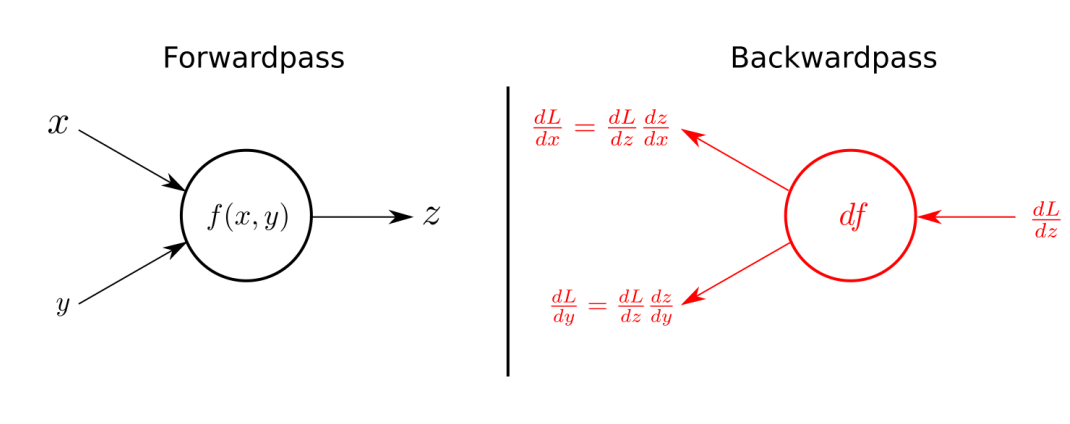 Forwardpass
x
f(x, y)
z
y
Backwardpass
dL/dx = dL/dz dz/dx
df
dL/dz
dL/dy = dL/dz dz/dy